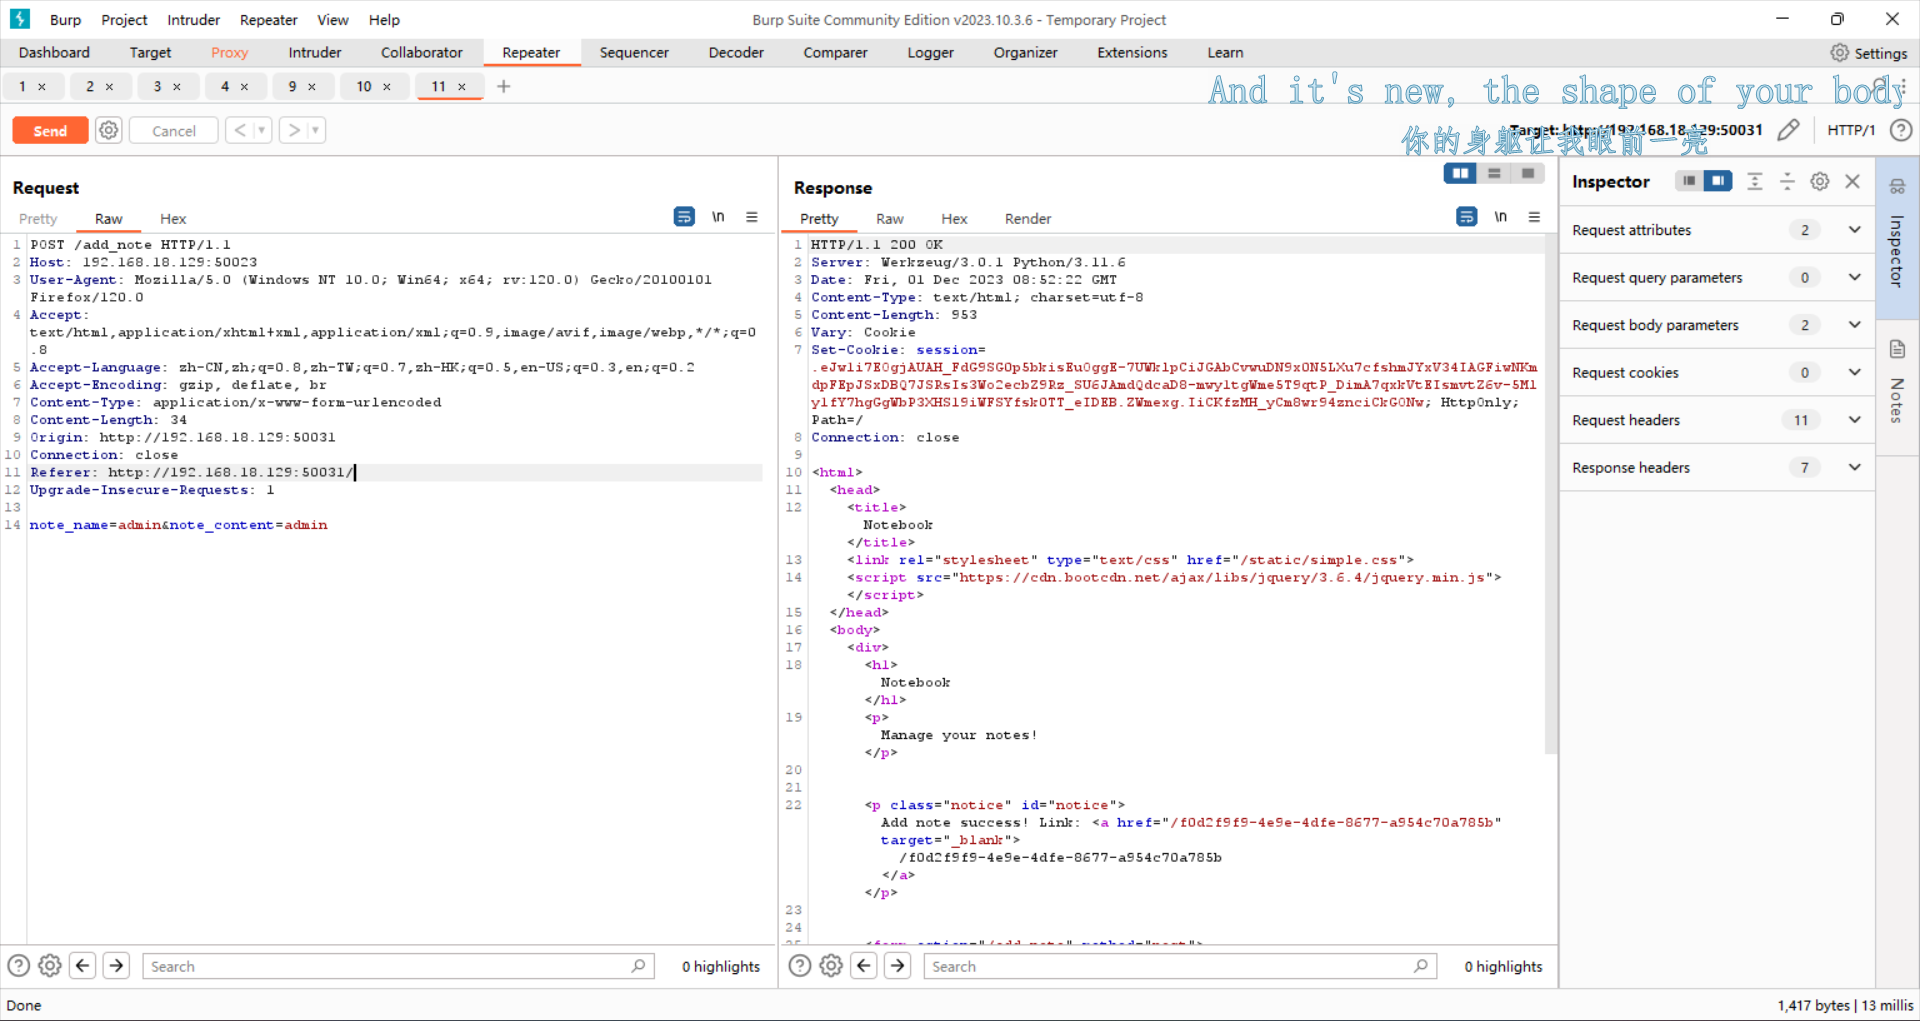 Burp Project Intruder Repeater View Help
Burp Suite Community Edition v2023.10.3.6 - Temporary Project
Dashboard Target Proxy Intruder Collaborator Repeater Sequencer Decoder Comparer Logger Organizer Extensions Learn
Settings
1 × 2 × 3 × 4 × 9 × 10 × 11 × +
And it's new, the shape of your body
你的身躯让我眼前一亮
Send Cancel < >
Target: http://192.168.18.129:50031 HTTP/1
Request
Pretty Raw Hex
\n
1 POST /add_note HTTP/1.1
2 Host: 192.168.18.129:50023
3 User-Agent: Mozilla/5.0 (Windows NT 10.0; Win64; x64; rv:120.0) Gecko/20100101
Firefox/120.0
4 Accept:
text/html,application/xhtml+xml,application/xml;q=0.9,image/avif,image/webp,*/*;q=0
.8
5 Accept-Language: zh-CN,zh;q=0.8,zh-TW;q=0.7,zh-HK;q=0.5,en-US;q=0.3,en;q=0.2
6 Accept-Encoding: gzip, deflate, br
7 Content-Type: application/x-www-form-urlencoded
8 Content-Length: 34
9 Origin: http://192.168.18.129:50031
10 Connection: close
11 Referer: http://192.168.18.129:50031/
12 Upgrade-Insecure-Requests: 1
13
14 note_name=admin&note_content=admin
Search
0 highlights
Response
Pretty Raw Hex Render
\n
1 HTTP/1.1 200 OK
2 Server: Werkzeug/3.0.1 Python/3.11.6
3 Date: Fri, 01 Dec 2023 08:52:22 GMT
4 Content-Type: text/html; charset=utf-8
5 Content-Length: 953
6 Vary: Cookie
7 Set-Cookie: session=
HttpOnly;
Path=/
8 Connection: close
9
10 <html>
11 <head>
12 <title>
Notebook
</title>
13 <link rel="stylesheet" type="text/css" href="/static/simple.css">
14 <script src="https://cdn.bootcdn.net/ajax/libs/jquery/3.6.4/jquery.min.js">
</script>
15 </head>
16 <body>
17 <div>
18 <h1>
Notebook
</h1>
19 <p>
Manage your notes!
</p>
20
21
22 <p class="notice" id="notice">
Add note success! Link: <a href="/f0d2f9f9-4e9e-4dfe-8677-a954c70a785b"
target="_blank">
/f0d2f9f9-4e9e-4dfe-8677-a954c70a785b
</a>
</p>
23
24
25 <form action="/add_note" method="post">
Search
0 highlights
Inspector
Request attributes 2
Request query parameters 0
Request body parameters 2
Request cookies 0
Request headers 11
Response headers 7
Inspector
Notes
Done
1,417 bytes | 13 millis